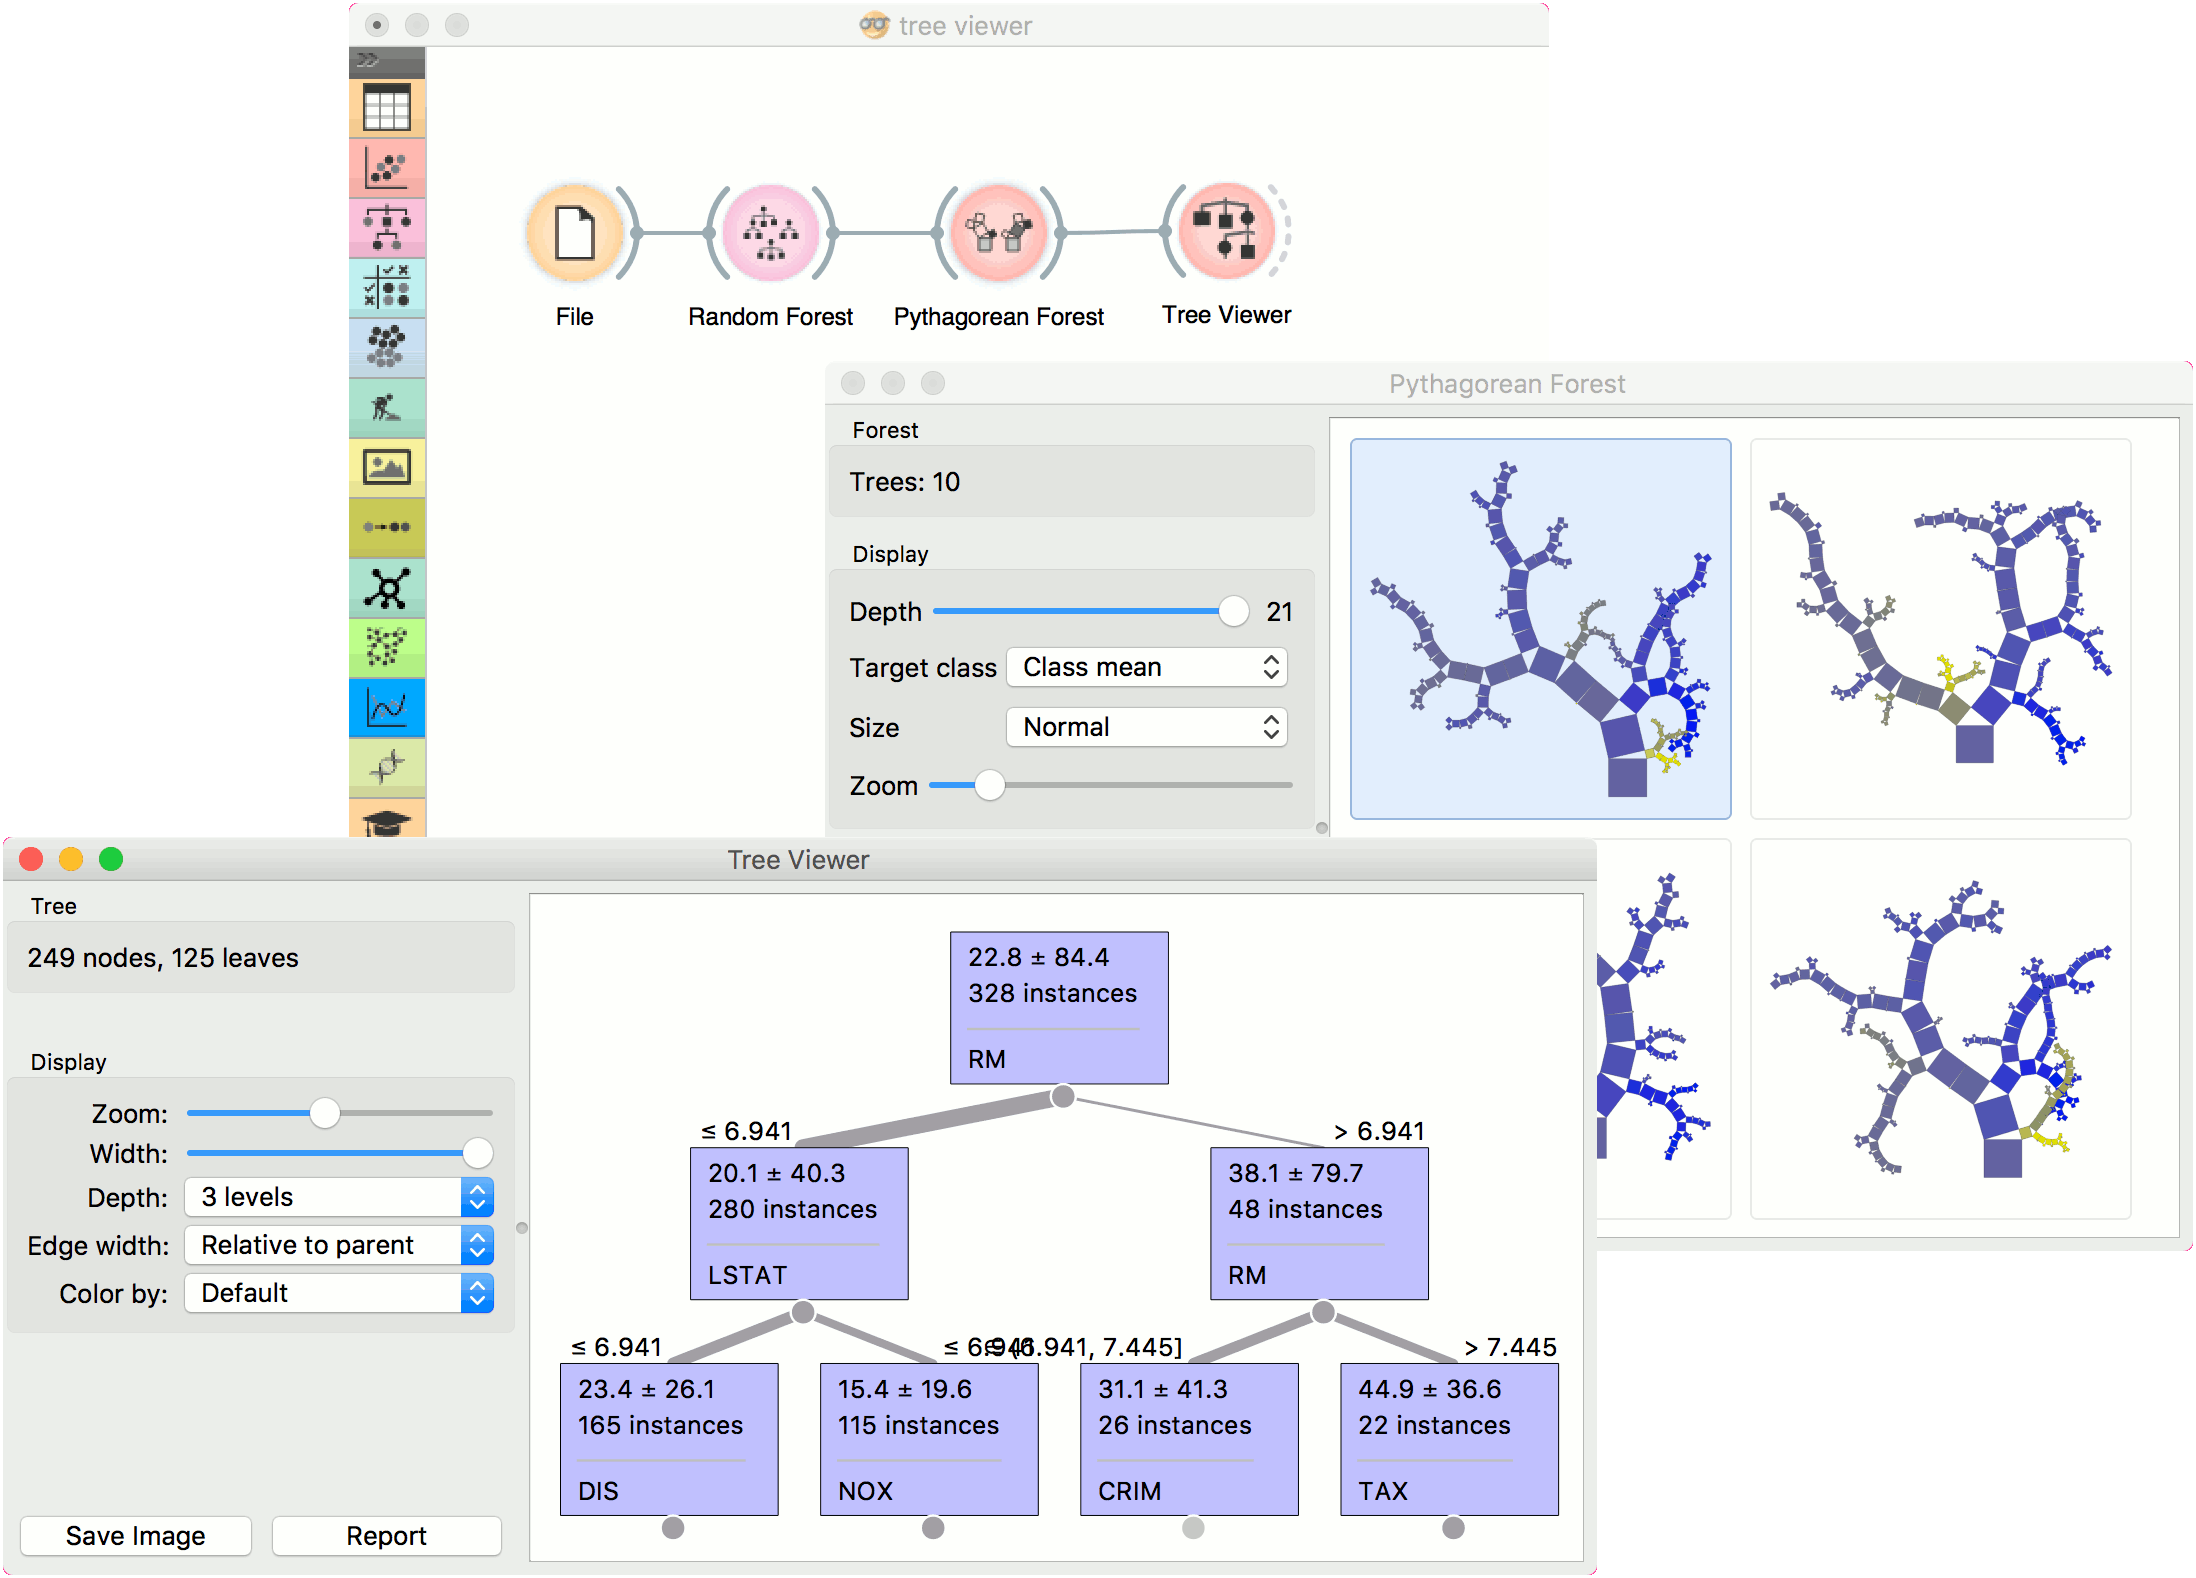 tree viewer
File
Random Forest
Pythagorean Forest
Tree Viewer
Pythagorean Forest
Forest
Trees: 10
Display
Depth 21
Target class Class mean
Size Normal
Zoom
Tree Viewer
Tree
249 nodes, 125 leaves
Display
Zoom:
Width:
Depth: 3 levels
Edge width: Relative to parent
Color by: Default
Save Image Report
22.8 ± 84.4
328 instances
RM
≤ 6.941
> 6.941
20.1 ± 40.3
280 instances
LSTAT
38.1 ± 79.7
48 instances
RM
≤ 6.941
≤ 6.941
6.941, 7.445]
> 7.445
23.4 ± 26.1
165 instances
DIS
15.4 ± 19.6
115 instances
NOX
31.1 ± 41.3
26 instances
CRIM
44.9 ± 36.6
22 instances
TAX